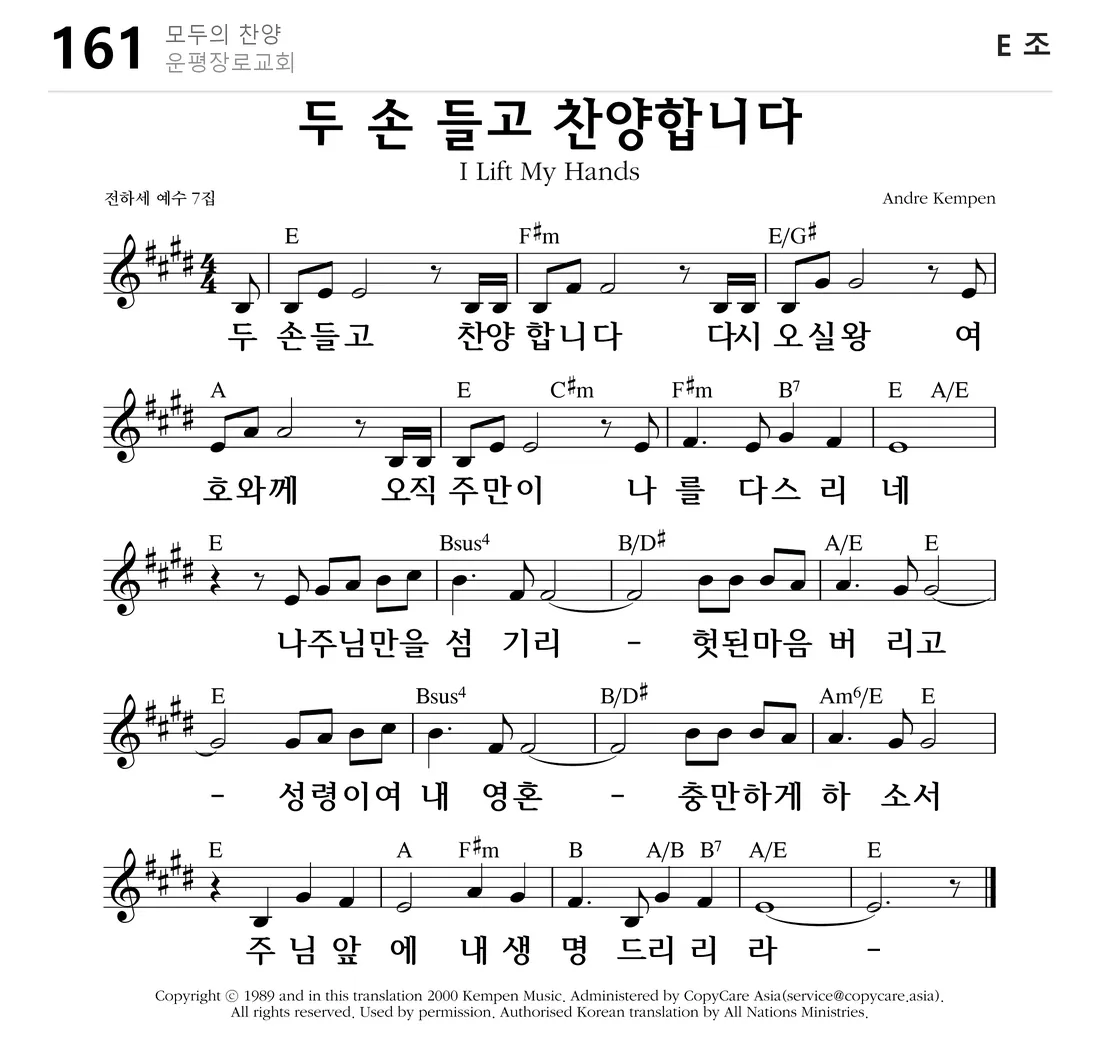 161
모두의 찬양
운평장로교회
E 조
두 손 들고 찬양합니다
I Lift My Hands
전하세 예수 7집
Andre Kempen
E F#m E/G#
4/4
두 손들고 찬양 합니다 다시 오실왕 여
A E C#m F#m B7 E A/E
호와께 오직 주만이 나 를 다스 리 네
E Bsus4 B/D# A/E E
나주님만을 섬 기리 - 헛된마음 버 리고
E Bsus4 B/D# Am6/E E
- 성령이여 내 영혼 - 충만하게 하 소서
E A F#m B A/B B7 A/E E
주 님 앞 에 내 생 명 드리 리 라 -
Copyright ⓒ 1989 and in this translation 2000 Kempen Music. Administered by CopyCare Asia(service@copycare.asia).
All rights reserved. Used by permission. Authorised Korean translation by All Nations Ministries.